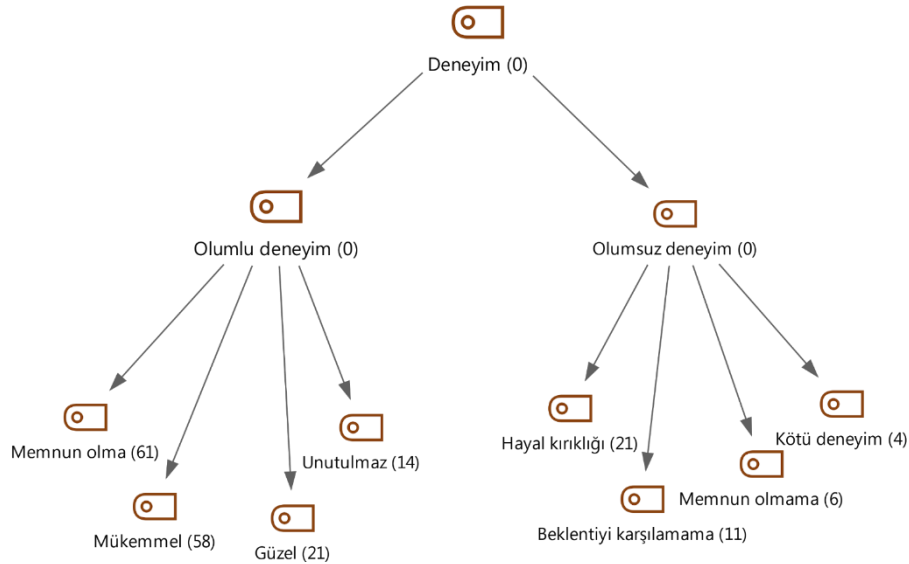 Deneyim (0)
Olumlu deneyim (0)
Olumsuz deneyim (0)
Memnun olma (61)
Mükemmel (58)
Güzel (21)
Unutulmaz (14)
Hayal kırıklığı (21)
Beklentiyi karşılamama (11)
Memnun olmama (6)
Kötü deneyim (4)